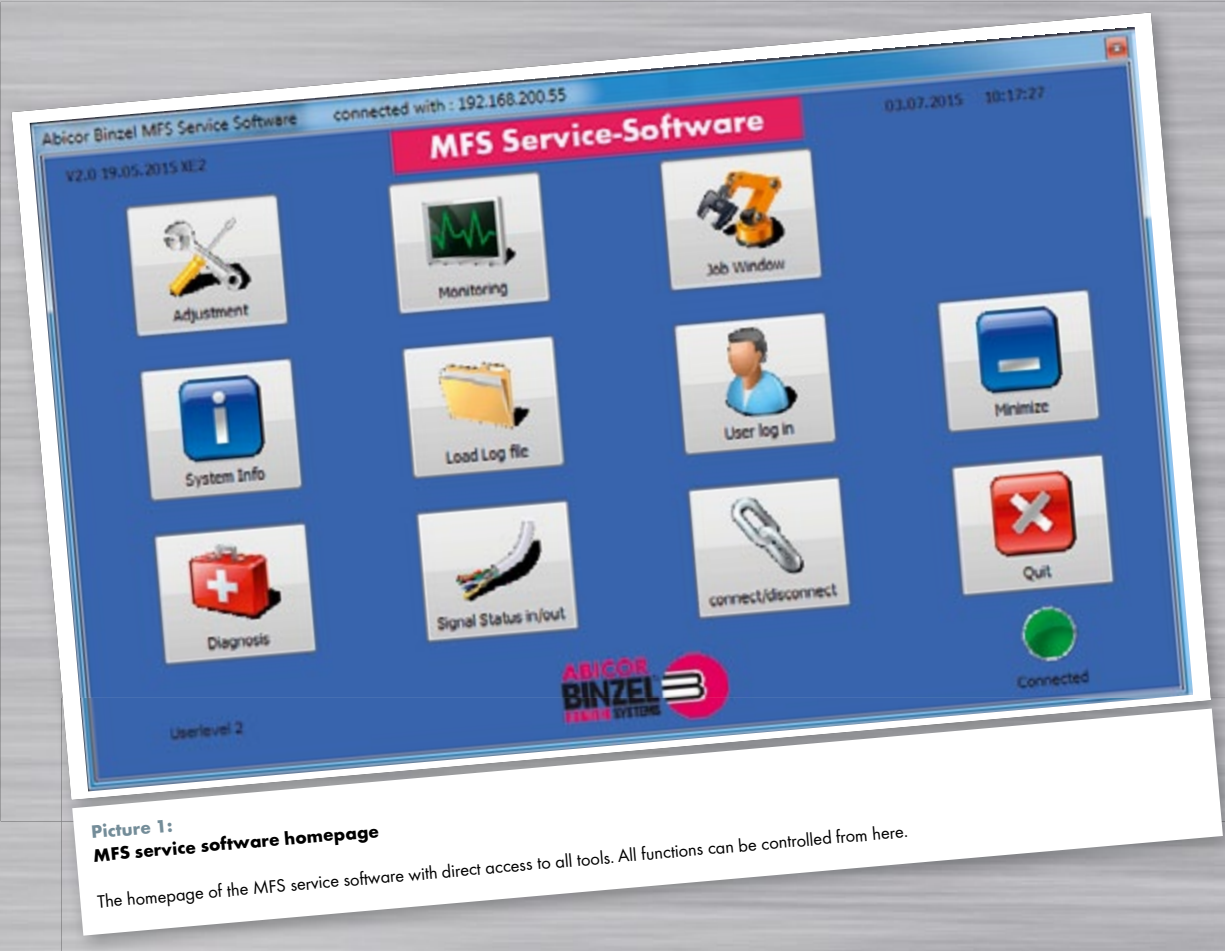 Abicor Binzel MFS Service Software connected with : 192.168.200.55
MFS Service-Software
03.07.2015 10:17:27
V2.0 19.05.2015 XE2
Adjustment
Monitoring
Job Window
System Info
Load Log file
User log in
Minimize
Diagnosis
Signal Status in/out
connect/disconnect
Quit
Connected
Userlevel 2
ABICOR
BINZEL
SYSTEMS
Picture 1:
MFS service software homepage
The homepage of the MFS service software with direct access to all tools. All functions can be controlled from here.